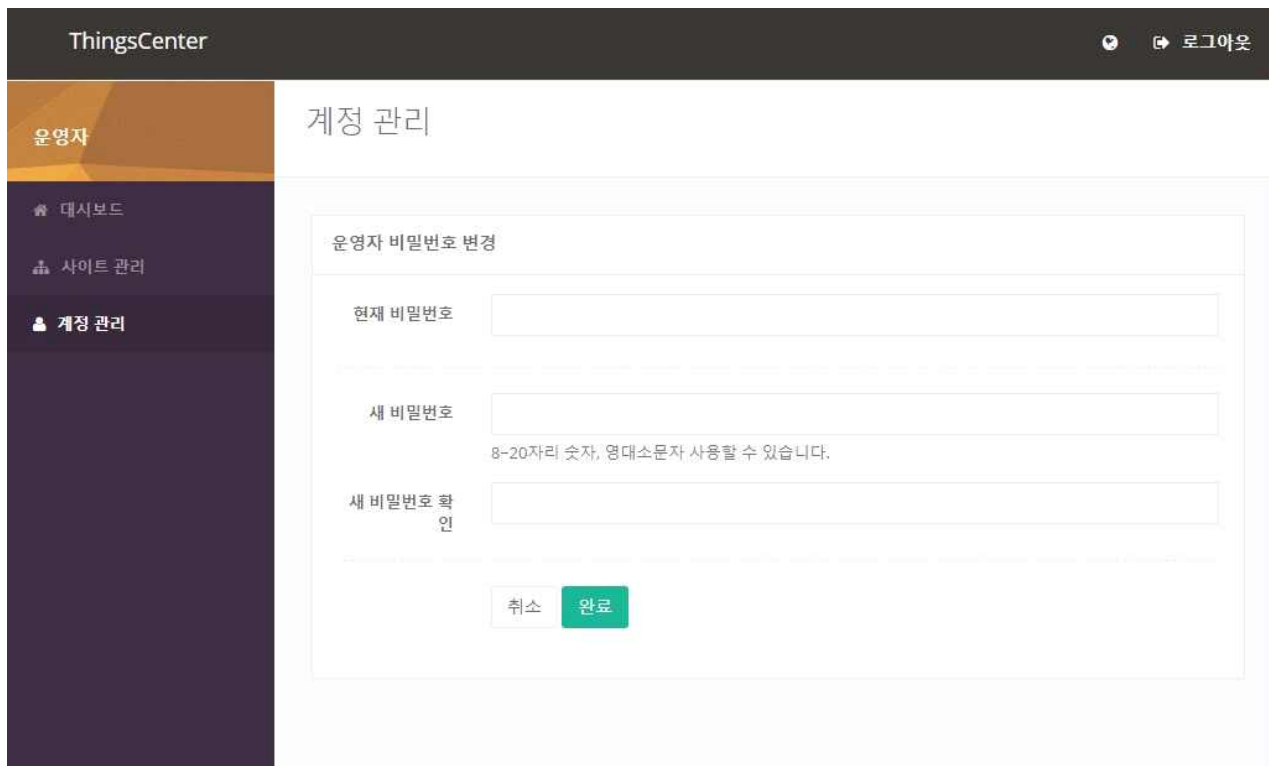 ThingsCenter
로그아웃
운영자
대시보드
사이트 관리
계정 관리
계정 관리
운영자 비밀번호 변경
현재 비밀번호
새 비밀번호
8-20자리 숫자, 영대소문자 사용할 수 있습니다.
새 비밀번호 확
인
취소
완료